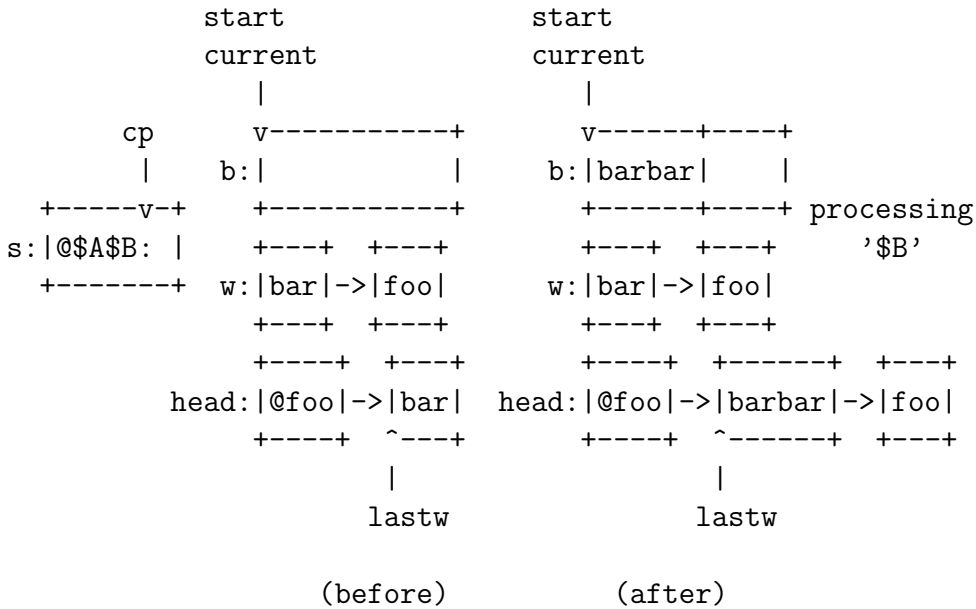 start               start
            current             current
               |                   |
       cp      v-----------+       v------+----+
        |    b:|           |     b:|barbar|    |
  +-----v-+    +-----------+       +------+----+ processing
s:|@$A$B: |    +---+  +---+        +---+  +---+     '$B'
  +-------+  w:|bar|->|foo|      w:|bar|->|foo|
               +---+  +---+        +---+  +---+
               +----+  +---+       +----+  +------+  +---+
          head:|@foo|->|bar|  head:|@foo|->|barbar|->|foo|
               +----+  ^---+       +----+  ^------+  +---+
                       |                   |
                      lastw               lastw
                   (before)          (after)